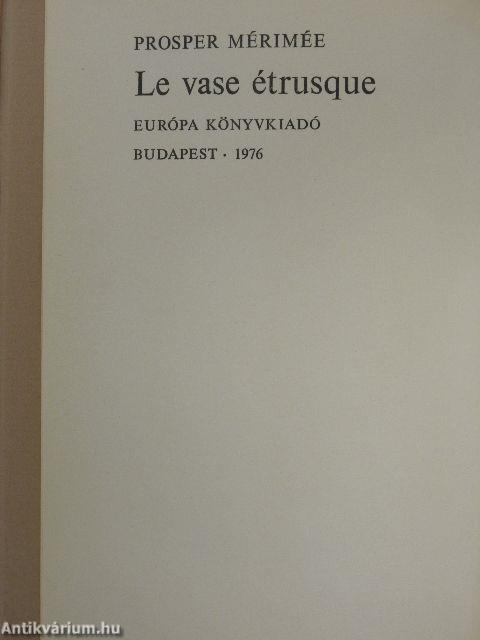 PROSPER MÉRIMÉE
Le vase étrusque
EURÓPA KÖNYVKIADÓ
BUDAPEST · 1976
Antikvárium.hu